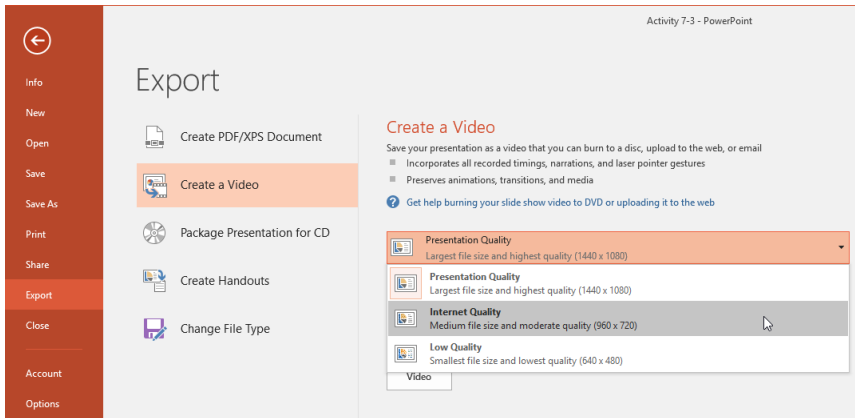 Activity 7-3 - PowerPoint
Info
New
Open
Save
Save As
Print
Share
Export
Close
Account
Options
Export
Create PDF/XPS Document
Create a Video
Package Presentation for CD
Create Handouts
Change File Type
Create a Video
Save your presentation as a video that you can burn to a disc, upload to the web, or email
Incorporates all recorded timings, narrations, and laser pointer gestures
Preserves animations, transitions, and media
Get help burning your slide show video to DVD or uploading it to the web
Presentation Quality
Largest file size and highest quality (1440 x 1080)
Presentation Quality
Largest file size and highest quality (1440 x 1080)
Internet Quality
Medium file size and moderate quality (960 x 720)
Low Quality
Smallest file size and lowest quality (640 x 480)
Video